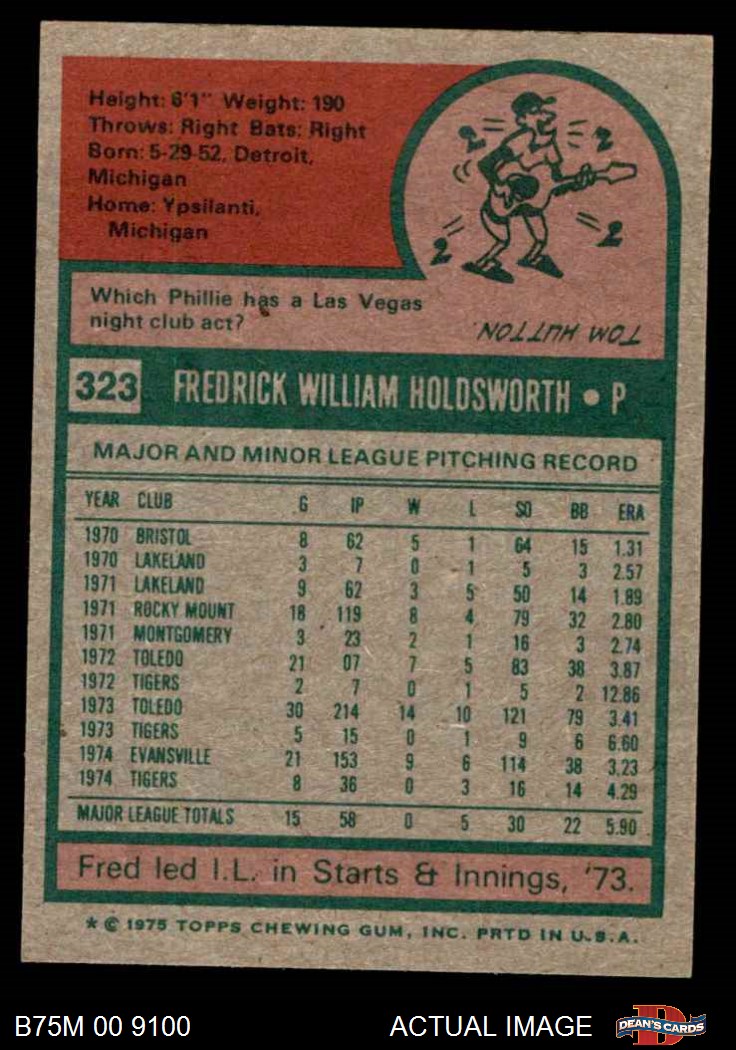 Height: 6'1" Weight: 190
Throws: Right Bats: Right
Born: 5-29-52, Detroit,
Michigan
Home: Ypsilanti,
Michigan
2 2
2 2
Which Phillie has a Las Vegas
night club act?
TOM HUTTON.
323 FREDRICK WILLIAM HOLDSWORTH • P
MAJOR AND MINOR LEAGUE PITCHING RECORD
YEAR CLUB G IP W L SO BB ERA
1970 BRISTOL 8 62 5 1 64 15 1.31
1970 LAKELAND 3 7 0 1 5 3 2.57
1971 LAKELAND 9 62 3 5 50 14 1.89
1971 ROCKY MOUNT 18 119 8 4 79 32 2.80
1971 MONTGOMERY 3 23 2 1 16 3 2.74
1972 TOLEDO 21 07 7 5 83 38 3.87
1972 TIGERS 2 7 0 1 5 2 12.86
1973 TOLEDO 30 214 14 10 121 79 3.41
1973 TIGERS 5 15 0 1 9 6 6.60
1974 EVANSVILLE 21 153 9 6 114 38 3.23
1974 TIGERS 8 36 0 3 16 14 4.29
MAJOR LEAGUE TOTALS 15 58 0 5 30 22 5.90
Fred led I.L. in Starts & Innings, '73.
* © 1975 TOPPS CHEWING GUM, INC. PRTD IN U.S.A.
B75M 00 9100 ACTUAL IMAGE D DEAN'S CARDS